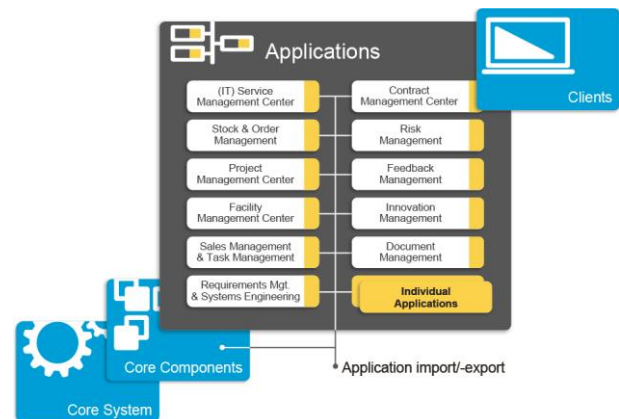 Applications
Clients
(IT) Service
Management Center
Contract
Management Center
Stock & Order
Management
Risk
Management
Project
Management Center
Feedback
Management
Facility
Management Center
Innovation
Management
Sales Management
& Task Management
Document
Management
Requirements Mgt.
& Systems Engineering
Individual
Applications
Core Components
Application import/-export
Core System